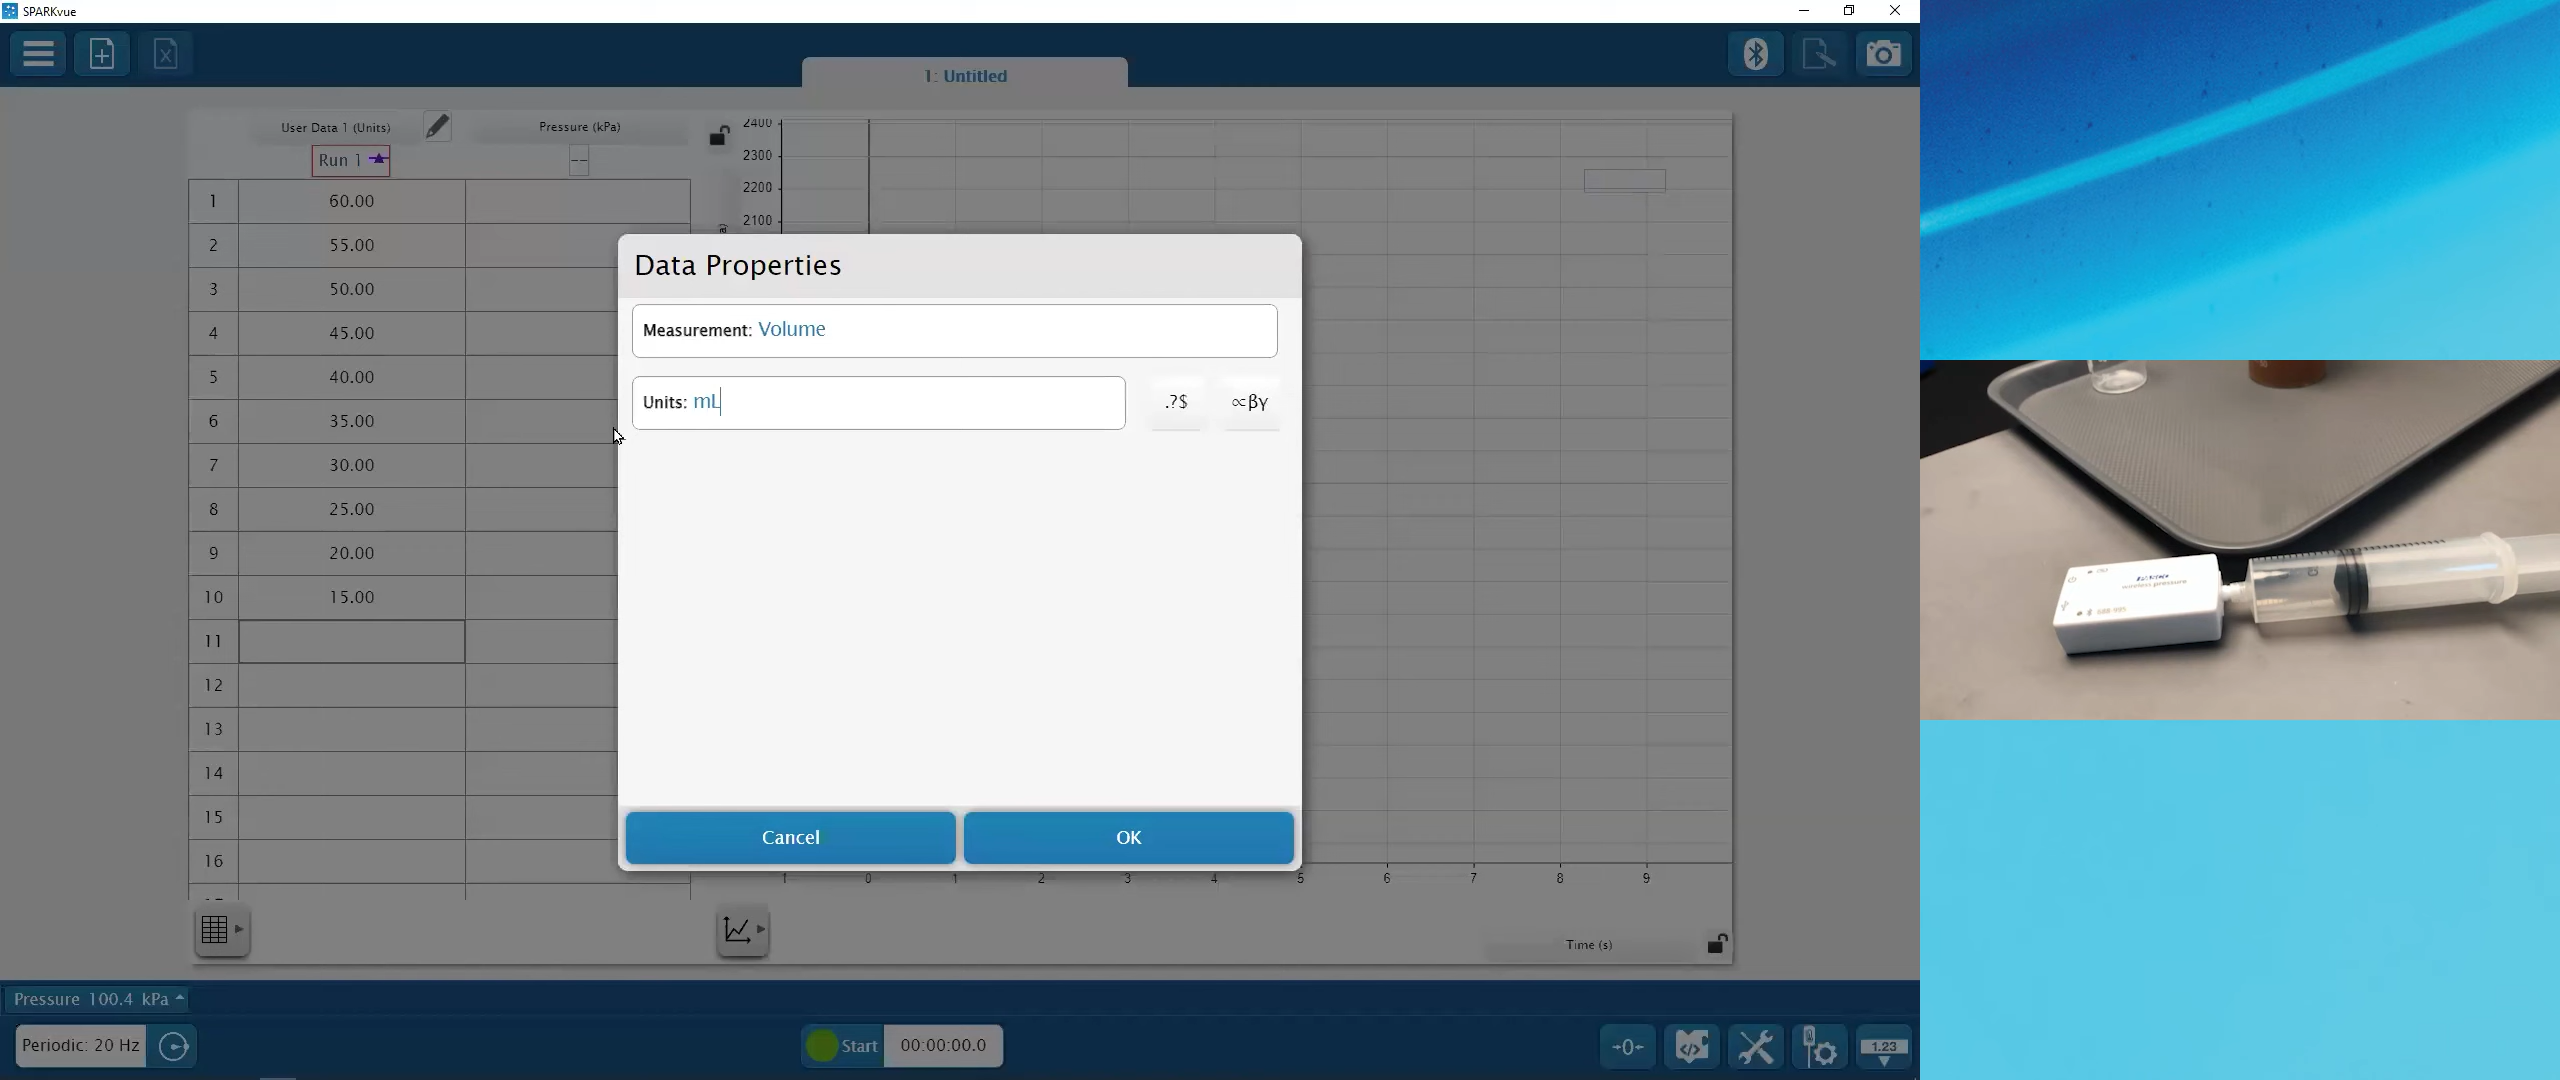 SPARKvue
1: Untitled
User Data 1 (Units)
Pressure (kPa)
Run 1
--
1 60.00
2 55.00
3 50.00
4 45.00
5 40.00
6 35.00
7 30.00
8 25.00
9 20.00
10 15.00
11
12
13
14
15
16
2400
2300
2200
2100
Data Properties
Measurement: Volume
Units: mL
.?$
∝βγ
Cancel
OK
1 0 1 2 3 4 5 6 7 8 9
Time (s)
Pressure 100.4 kPa
Periodic: 20 Hz
Start
00:00:00.0
→0←
1.23
wireless pressure